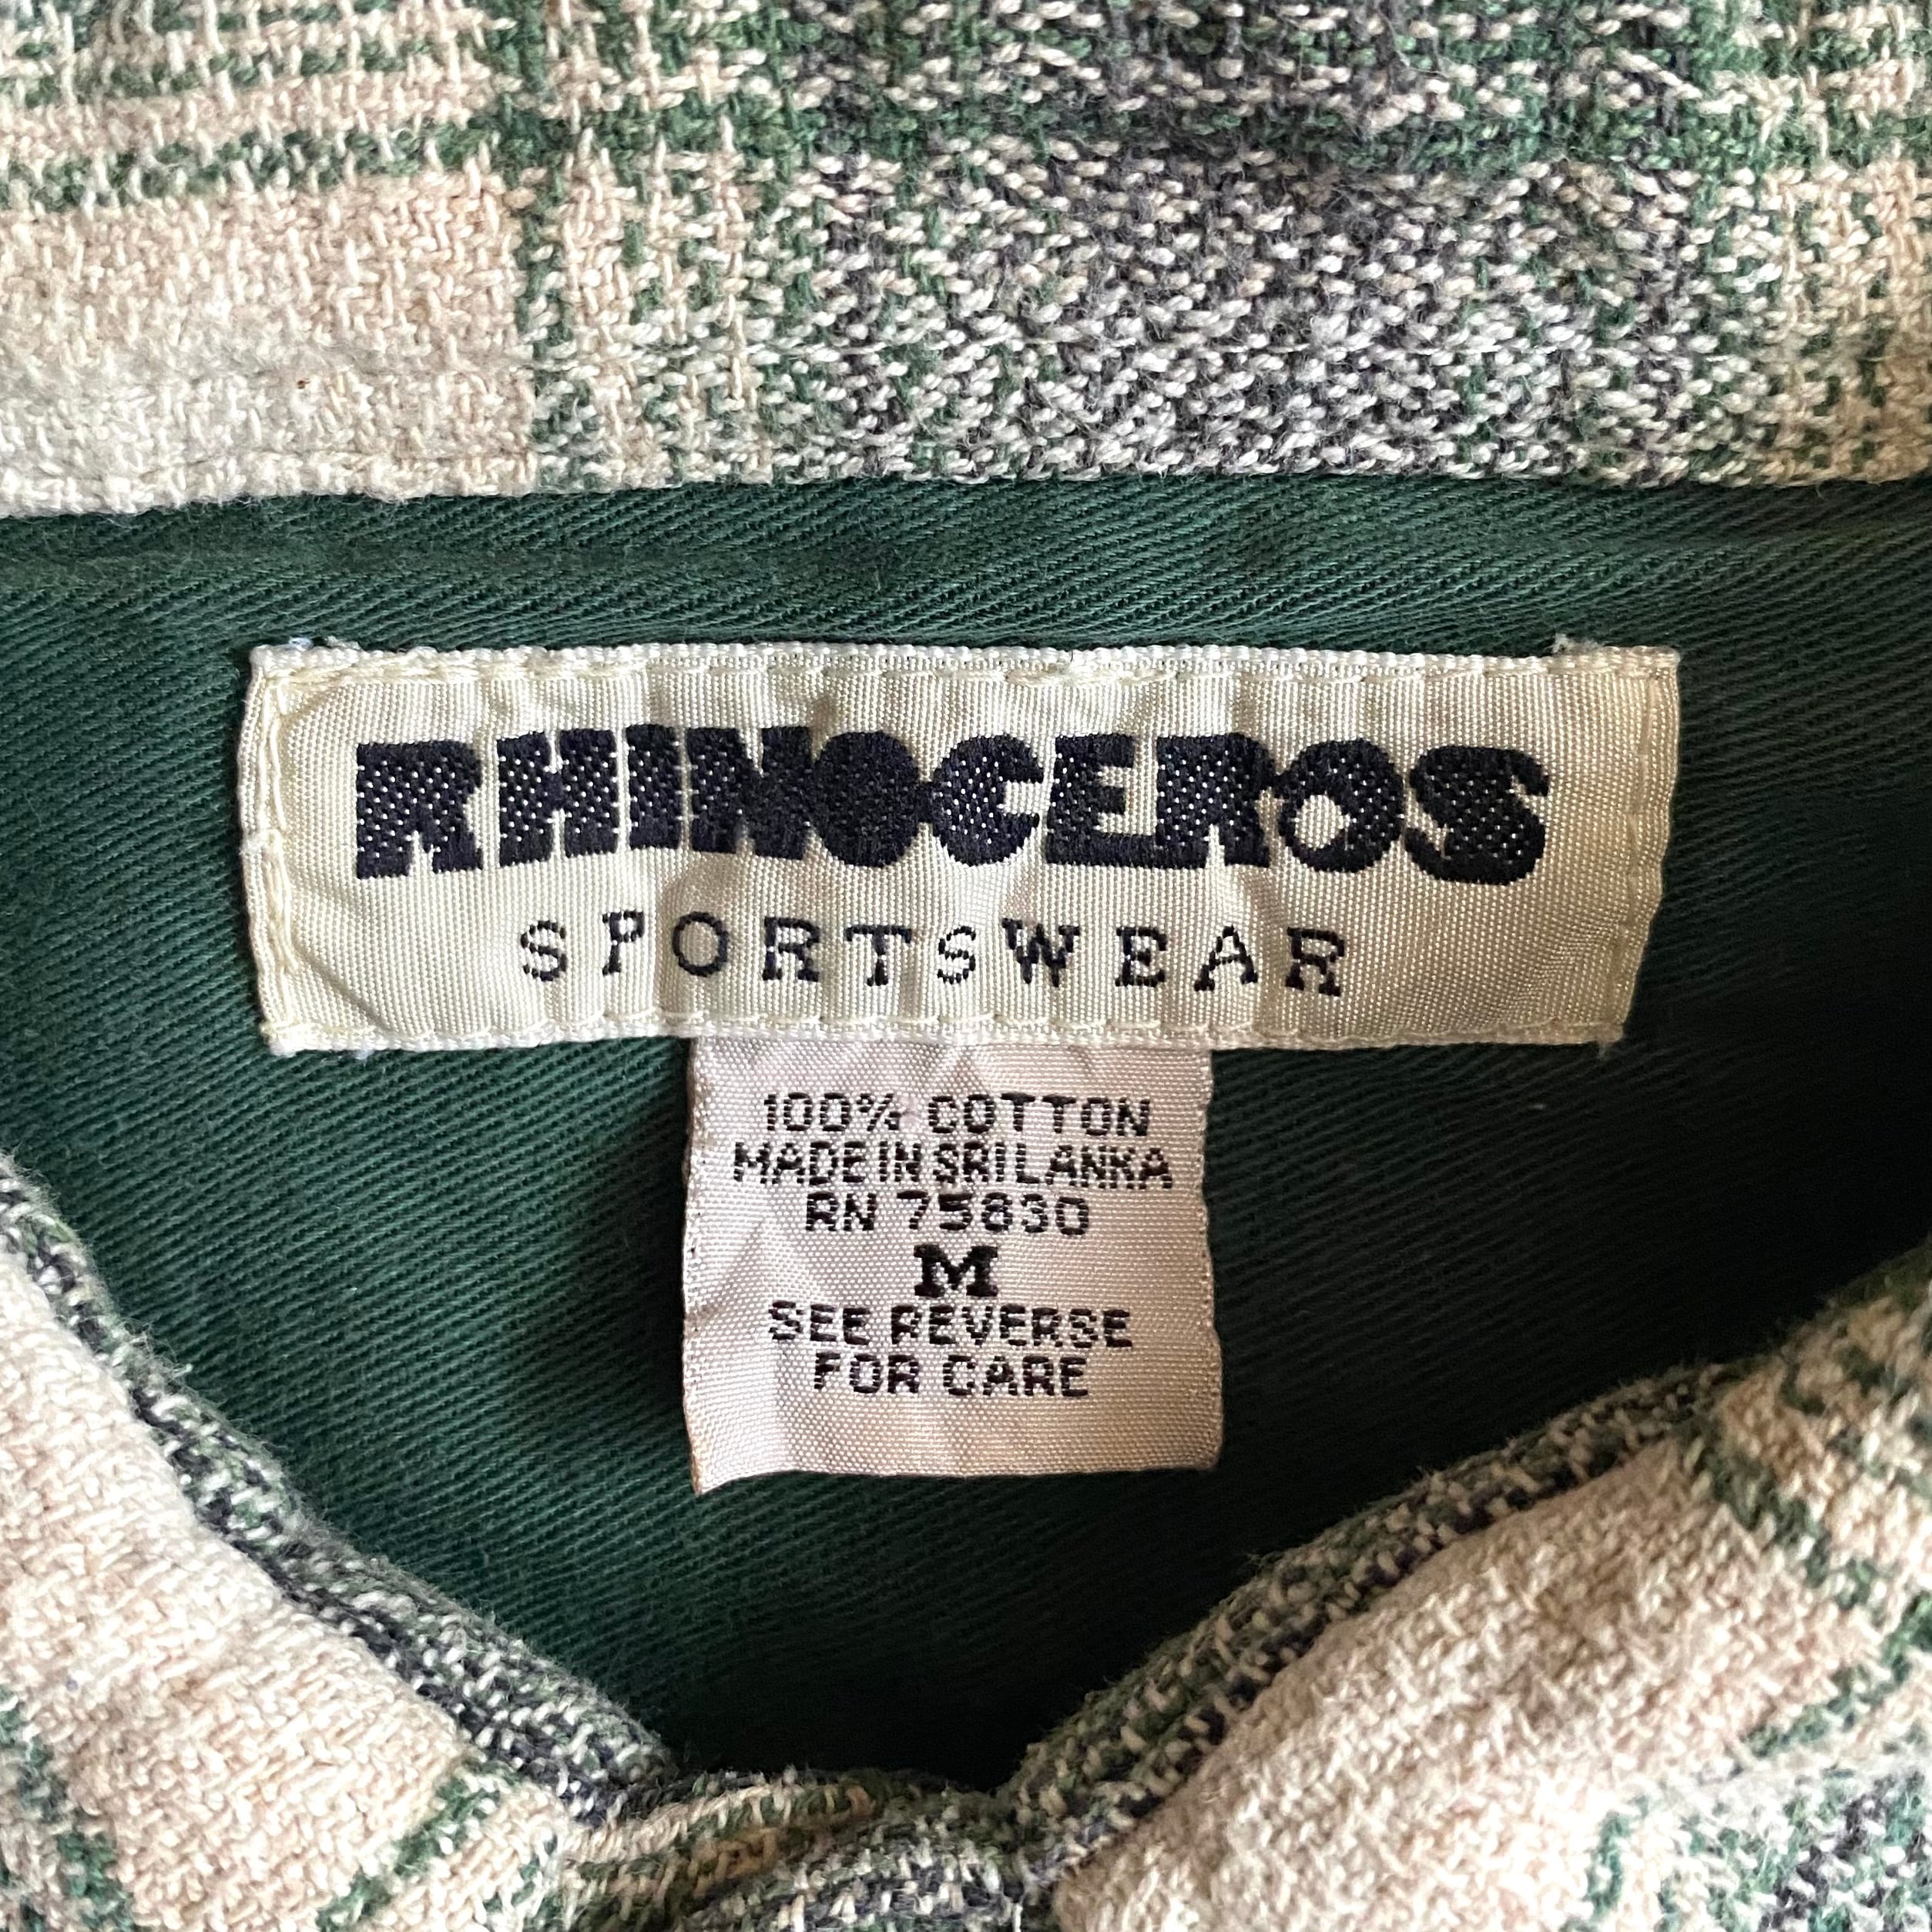 RHINOCEROS
SPORTSWEAR
100% COTTON
MADE IN SRI LANKA
RN 75830
M
SEE REVERSE
FOR CARE